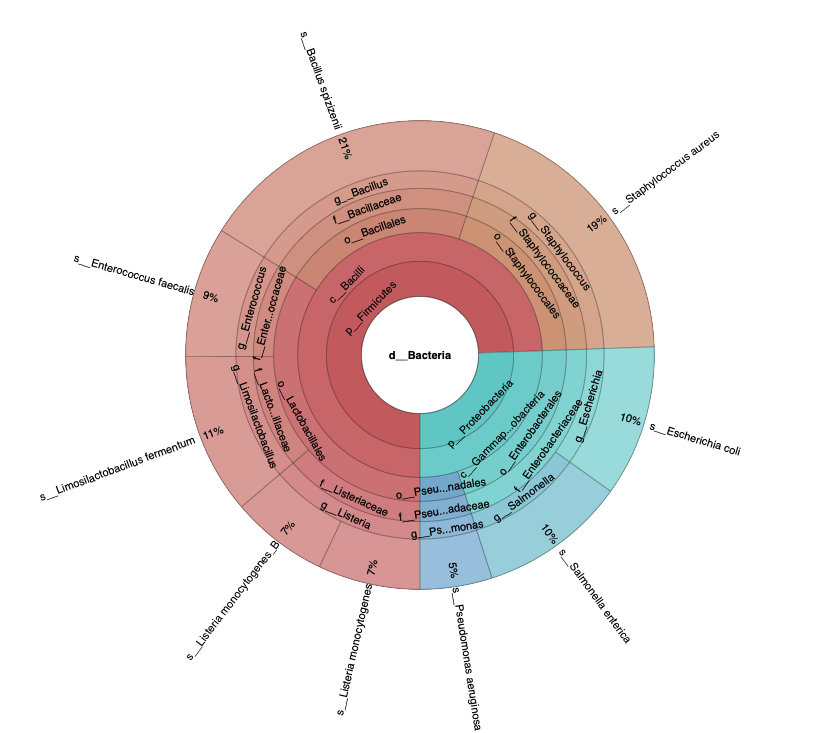 d__Bacteria
p__Firmicutes
c__Bacilli
o__Bacillales
f__Bacillaceae
g__Bacillus
21%
s__Bacillus spizizenii
o__Staphylococcales
f__Staphylococcaceae
g__Staphylococcus
19%
s__Staphylococcus aureus
p__Proteobacteria
c__Gammap...obacteria
o__Enterobacterales
f__Enterobacteriaceae
g__Escherichia
10%
s__Escherichia coli
g__Salmonella
10%
s__Salmonella enterica
o__Pseu...nadales
f__Pseu...adaceae
g__Ps...monas
5%
s__Pseudomonas aeruginosa
o__Lactobacillales
f__Listeriaceae
g__Listeria
7%
s__Listeria monocytogenes
7%
s__Listeria monocytogenes_B
f__Lacto...illaceae
g__Limosilactobacillus
11%
s__Limosilactobacillus fermentum
f__Enter...occaceae
g__Enterococcus
9%
s__Enterococcus faecalis